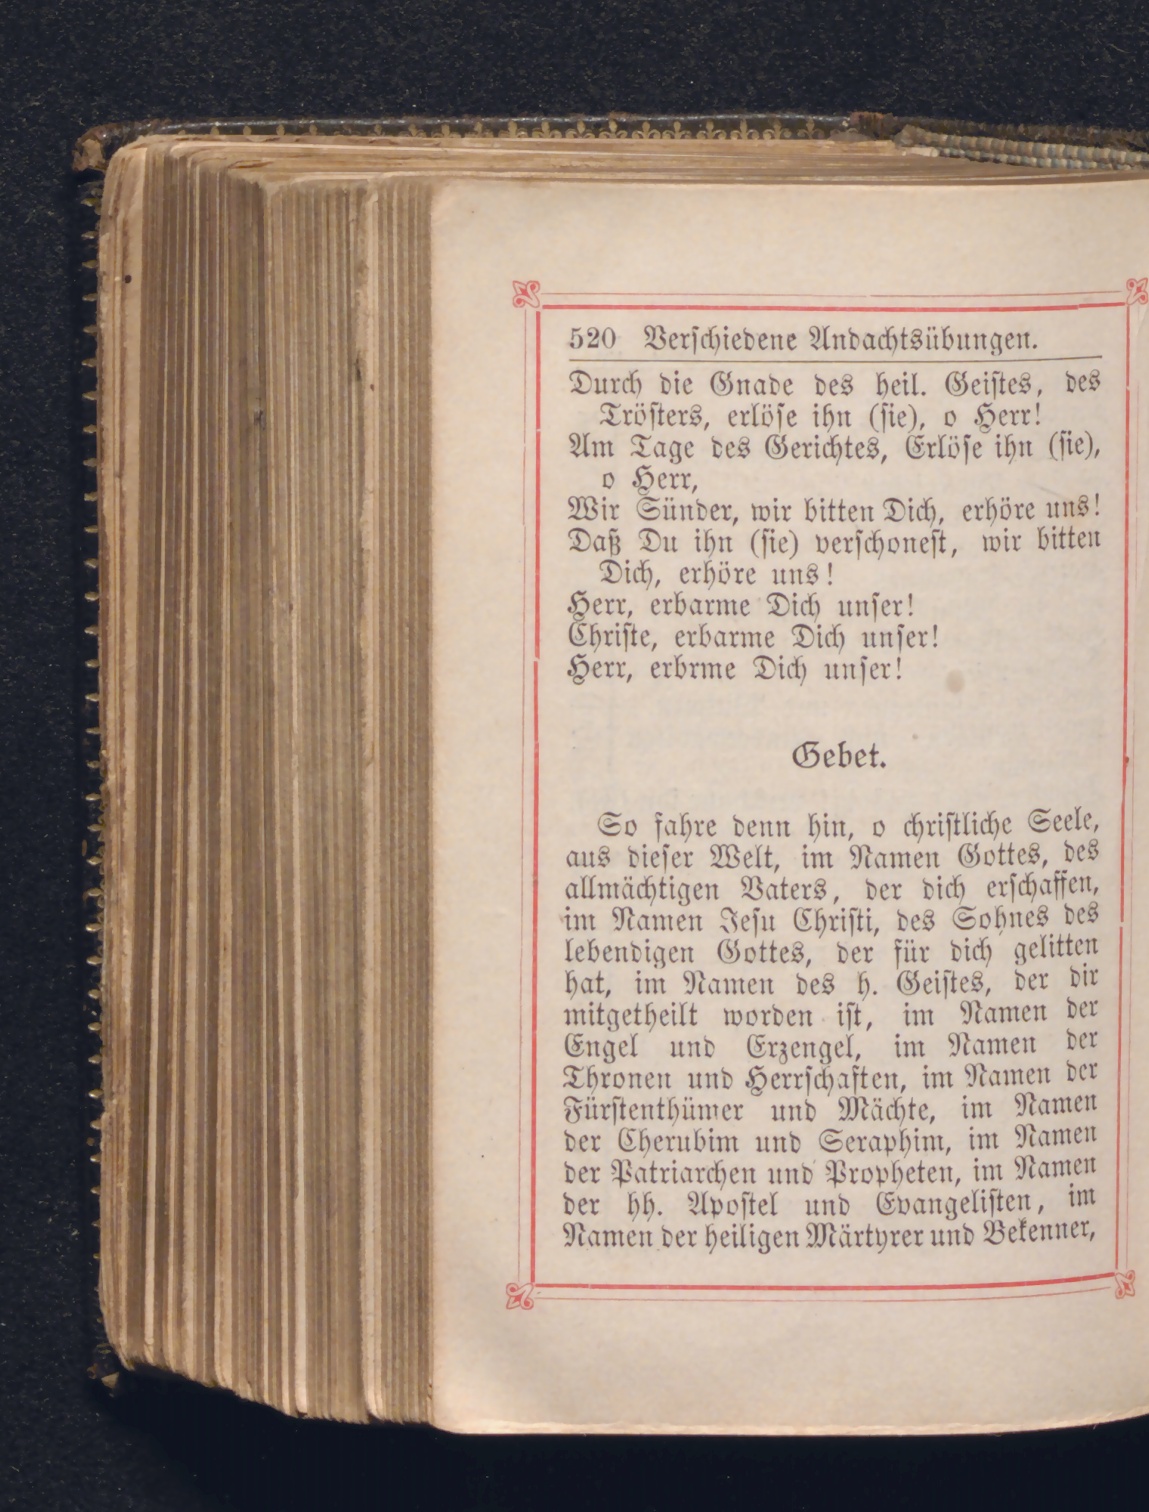 520 Verschiedene Andachtsübungen.
Durch die Gnade des heil. Geistes, des
Trösters, erlöse ihn (sie), o Herr!
Am Tage des Gerichtes, Erlöse ihn (sie),
o Herr,
Wir Sünder, wir bitten Dich, erhöre uns!
Daß Du ihn (sie) verschonest, wir bitten
Dich, erhöre uns!
Herr, erbarme Dich unser!
Christe, erbarme Dich unser!
Herr, erbrme Dich unser!
Gebet.
So fahre denn hin, o christliche Seele,
aus dieser Welt, im Namen Gottes, des
allmächtigen Vaters, der dich erschaffen,
im Namen Jesu Christi, des Sohnes des
lebendigen Gottes, der für dich gelitten
hat, im Namen des h. Geistes, der dir
mitgetheilt worden ist, im Namen der
Engel und Erzengel, im Namen der
Thronen und Herrschaften, im Namen der
Fürstenthümer und Mächte, im Namen
der Cherubim und Seraphim, im Namen
der Patriarchen und Propheten, im Namen
der hh. Apostel und Evangelisten, im
Namen der heiligen Märtyrer und Bekenner,